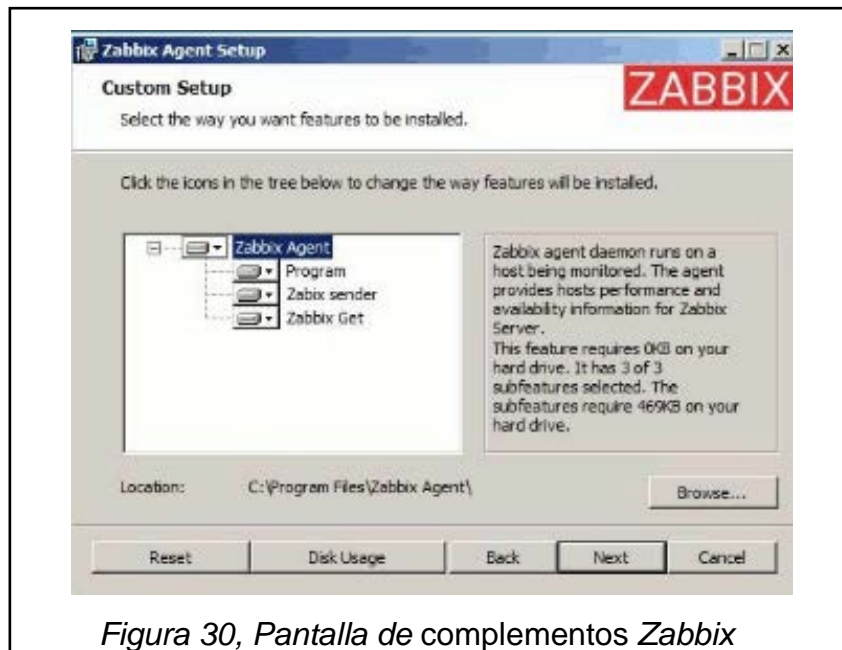 Zabbix Agent Setup
Custom Setup
ZABBIX
Select the way you want features to be installed.
Click the icons in the tree below to change the way features will be installed.
Zabbix Agent
Program
Zabix sender
Zabbix Get
Zabbix agent daemon runs on a
host being monitored. The agent
provides hosts performance and
availability information for Zabbix
Server.
This feature requires 0KB on your
hard drive. It has 3 of 3
subfeatures selected. The
subfeatures require 469KB on your
hard drive.
Location: C:\Program Files\Zabbix Agent\
Browse...
Reset Disk Usage Back Next Cancel
Figura 30, Pantalla de complementos Zabbix